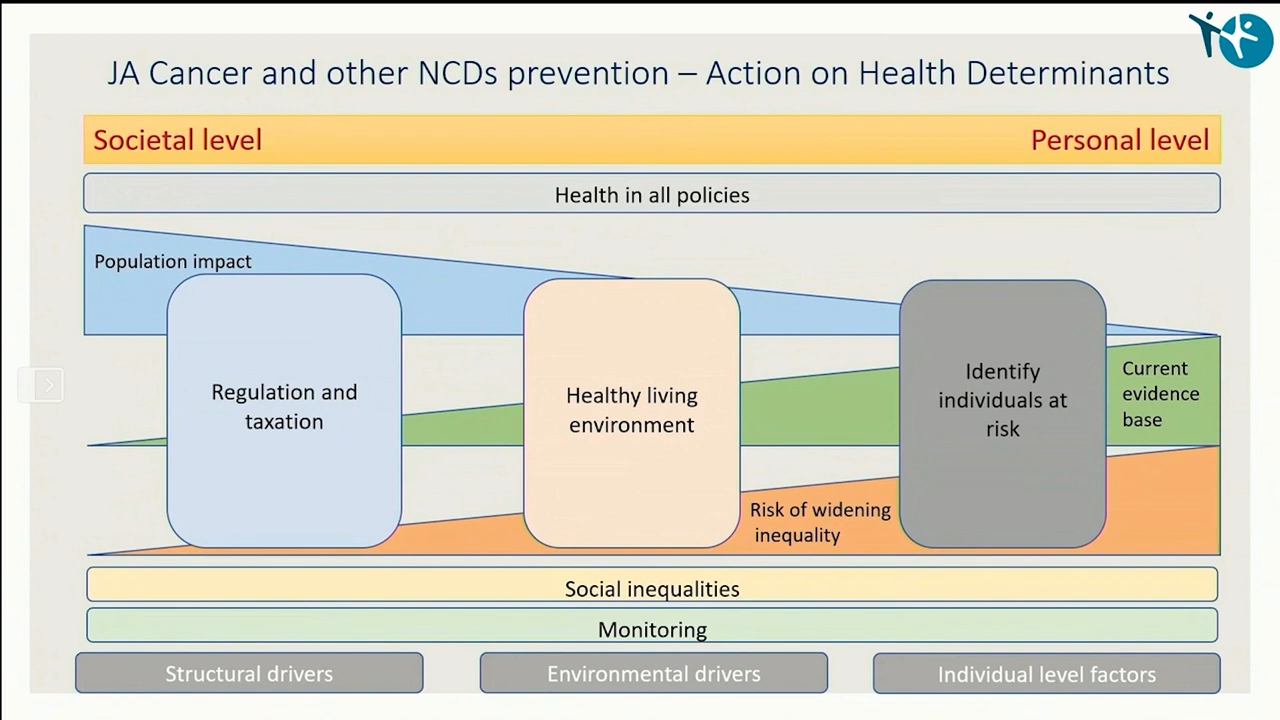 JA Cancer and other NCDs prevention – Action on Health Determinants
Societal level
Personal level
Health in all policies
Population impact
Regulation and
taxation
Healthy living
environment
Identify
individuals at
risk
Current
evidence
base
Risk of widening
inequality
Social inequalities
Monitoring
Structural drivers
Environmental drivers
Individual level factors